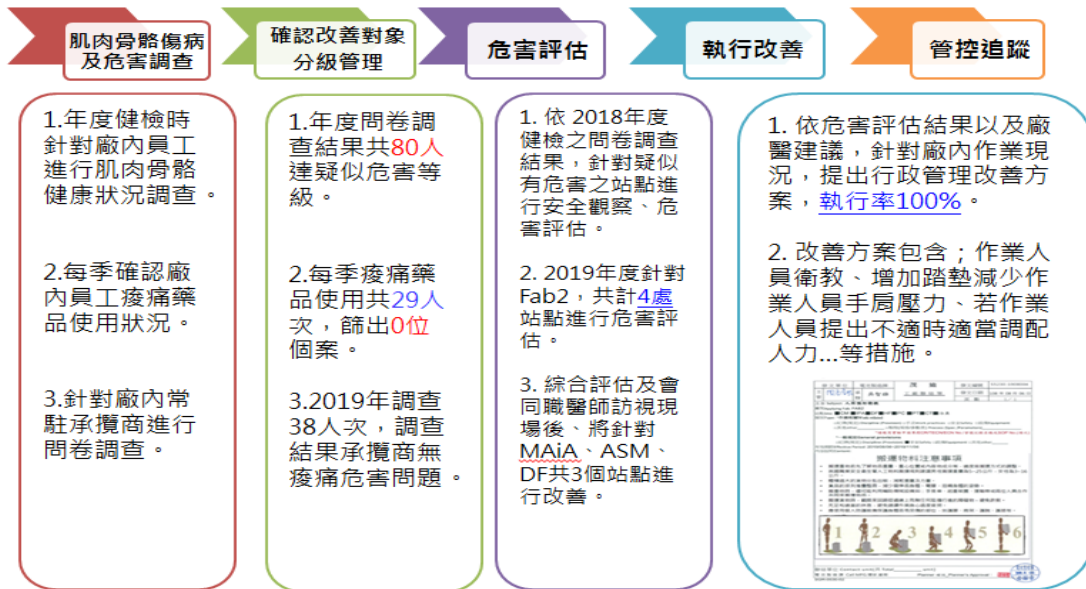 肌肉骨骼傷病
及危害調查
確認改善對象
分級管理
危害評估
執行改善
管控追蹤
1.年度健檢時
針對廠內員工
進行肌肉骨骼
健康狀況調查。
2.每季確認廠
內員工痠痛藥
品使用狀況。
3.針對廠內常
駐承攬商進行
問卷調查。
1.年度問卷調
查結果共80人
達疑似危害等
級。
2.每季痠痛藥
品使用共29人
次，篩出0位
個案。
3.2019年調查
38人次，調查
結果承攬商無
痠痛危害問題。
1. 依 2018年度
健檢之問卷調查
結果，針對疑似
有危害之站點進
行安全觀察、危
害評估。
2. 2019年度針對
Fab2，共計4處
站點進行危害評
估。
3. 綜合評估及會
同職醫師訪視現
場後、將針對
MAiA、ASM、
DF共3個站點進
行改善。
1. 依危害評估結果以及廠
醫建議，針對廠內作業現
況，提出行政管理改善方
案，執行率100%。
2. 改善方案包含；作業人
員衛教、增加踏墊減少作
業人員手肩壓力、若作業
人員提出不適時適當調配
人力...等措施。
搬運物料注意事項
1 2 3 4 5 6